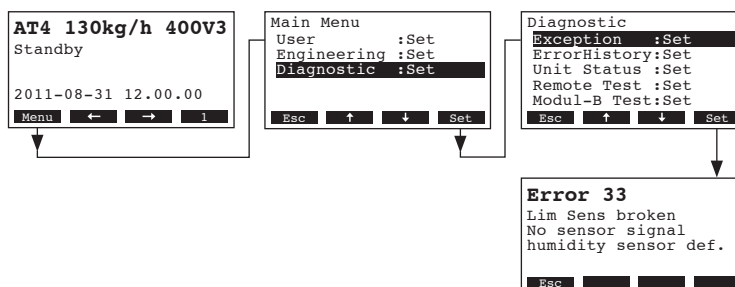 AT4 130kg/h 400V3
Standby
2011-08-31 12.00.00
Menu ← → 1
Main Menu
User :Set
Engineering :Set
Diagnostic :Set
Esc ↑ ↓ Set
Diagnostic
Exception :Set
ErrorHistory:Set
Unit Status :Set
Remote Test :Set
Modul-B Test:Set
Esc ↑ ↓ Set
Error 33
Lim Sens broken
No sensor signal
humidity sensor def.
Esc